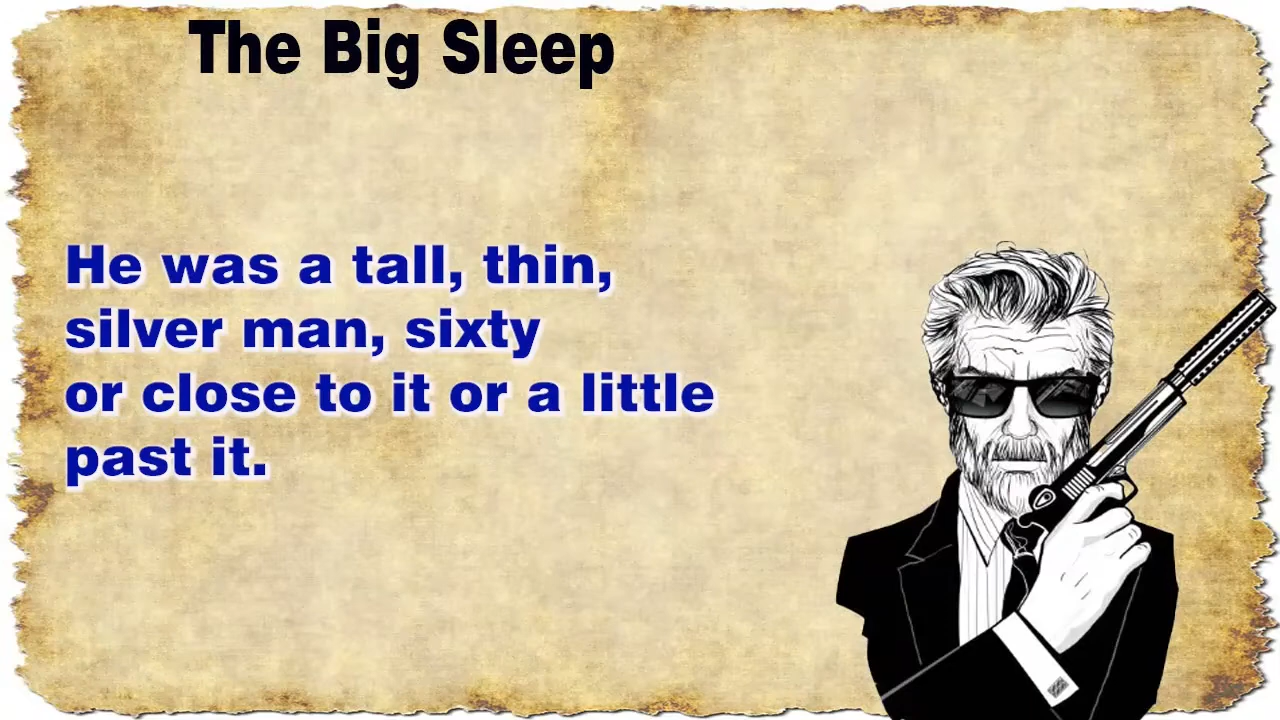 The Big Sleep
He was a tall, thin,
silver man, sixty
or close to it or a little
past it.